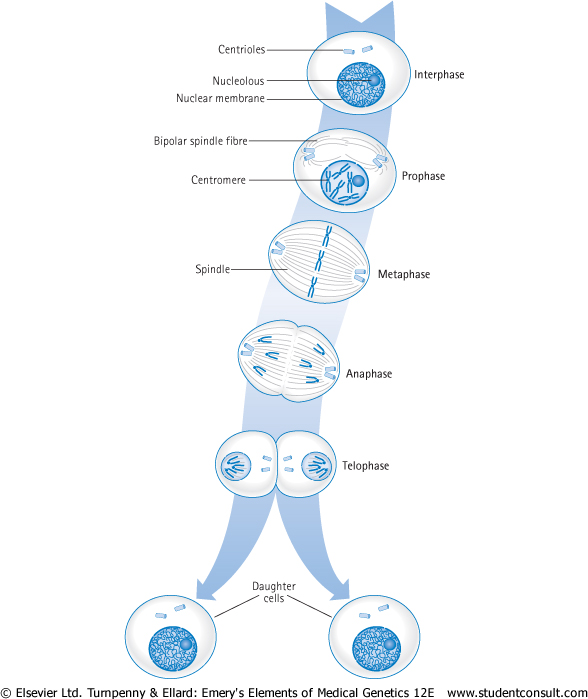 Centrioles
Nucleolous
Interphase
Nuclear membrane
Bipolar spindle fibre
Centromere
Prophase
Spindle
Metaphase
Anaphase
Telophase
Daughter
cells
© Elsevier Ltd. Turnpenny & Ellard: Emery's Elements of Medical Genetics 12E www.studentconsult.com